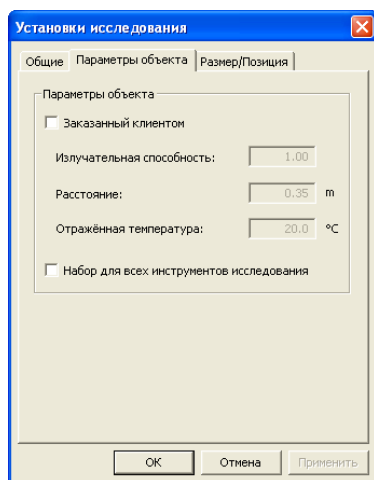 Установки исследования
Общие Параметры объекта Размер/Позиция
Параметры объекта
Заказанный клиентом
Излучательная способность: 1.00
Расстояние: 0.35 m
Отражённая температура: 20.0 °C
Набор для всех инструментов исследования
OK Отмена Применить